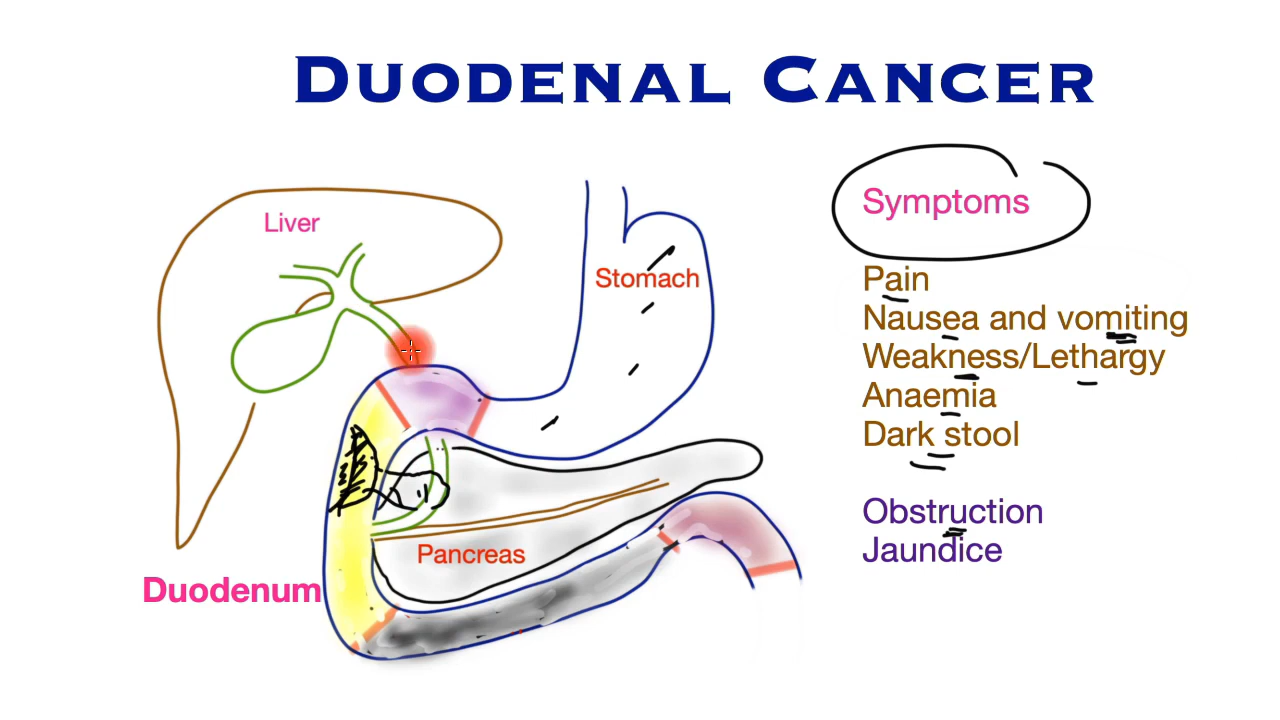 DUODENAL CANCER
Liver
Stomach
Pancreas
Duodenum
Symptoms
Pain
Nausea and vomiting
Weakness/Lethargy
Anaemia
Dark stool
Obstruction
Jaundice